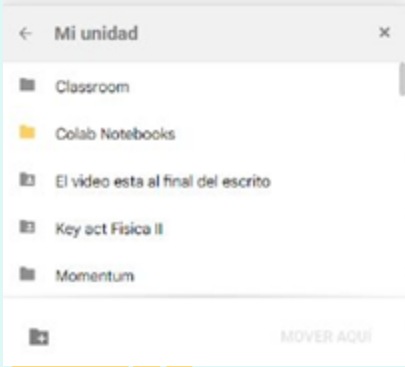 Mi unidad
Classroom
Colab Notebooks
El video esta al final del escrito
Key act Fisica II
Momentum
MOVER AQUÍ